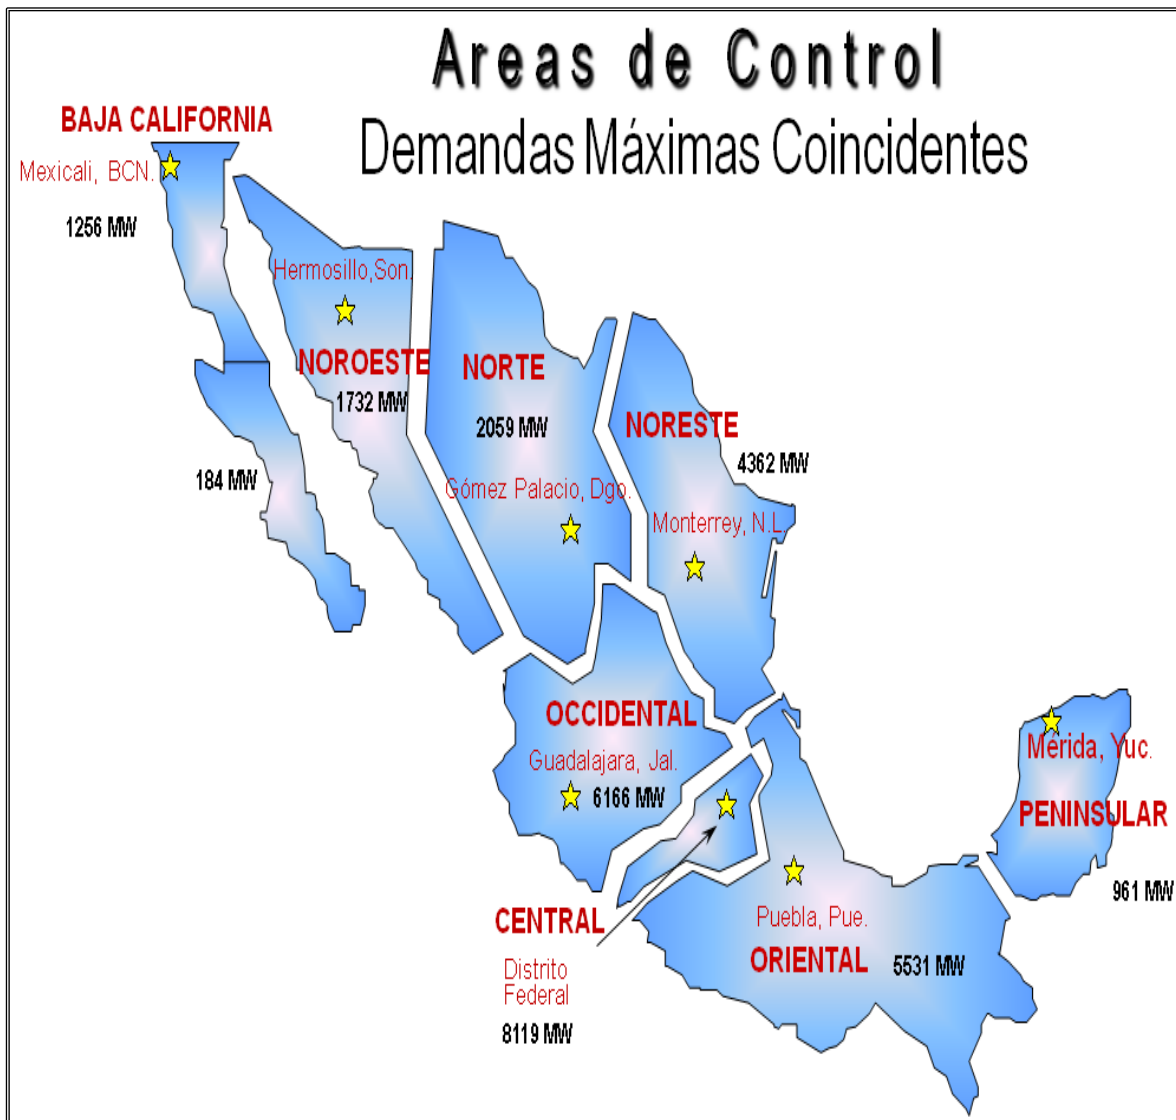 Areas de Control
Demandas Máximas Coincidentes
BAJA CALIFORNIA
Mexicali, BCN.
1256 MW
Hermosillo,Son.
NOROESTE
1732 MW
NORTE
2059 MW
Gómez Palacio, Dgo.
NORESTE
4362 MW
Monterrey, N.L.
184 MW
OCCIDENTAL
Guadalajara, Jal.
6166 MW
Mérida, Yuc.
PENINSULAR
961 MW
CENTRAL
Distrito
Federal
8119 MW
Puebla, Pue.
ORIENTAL
5531 MW